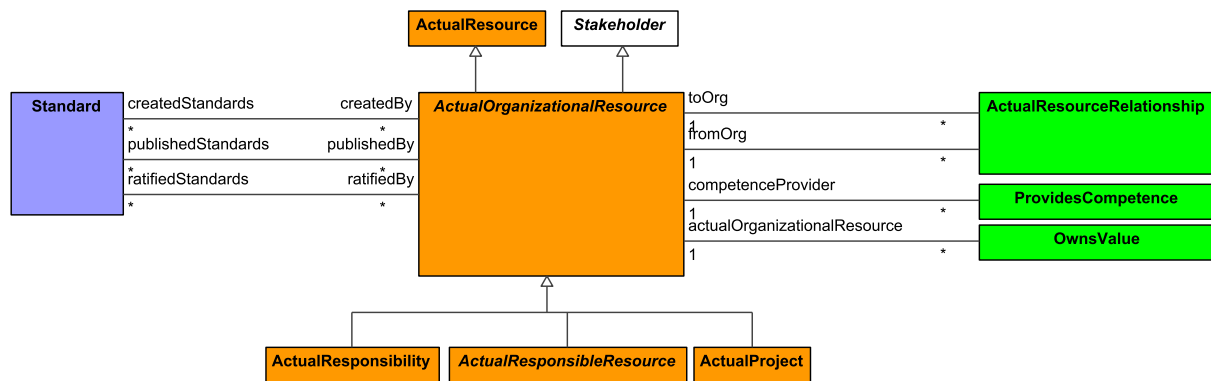 ActualResource
Stakeholder
Standard
createdStandards
createdBy
*
*
publishedStandards
publishedBy
*
*
ratifiedStandards
ratifiedBy
*
*
ActualOrganizationalResource
toOrg
1
*
fromOrg
1
*
competenceProvider
1
*
actualOrganizationalResource
1
*
ActualResourceRelationship
ProvidesCompetence
OwnsValue
ActualResponsibility
ActualResponsibleResource
ActualProject